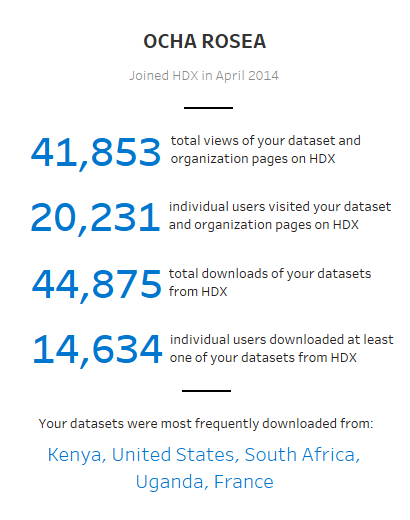 OCHA ROSEA
Joined HDX in April 2014
41,853 total views of your dataset and
organization pages on HDX
20,231 individual users visited your dataset
and organization pages on HDX
44,875 total downloads of your datasets
from HDX
14,634 individual users downloaded at least
one of your datasets from HDX
Your datasets were most frequently downloaded from:
Kenya, United States, South Africa,
Uganda, France